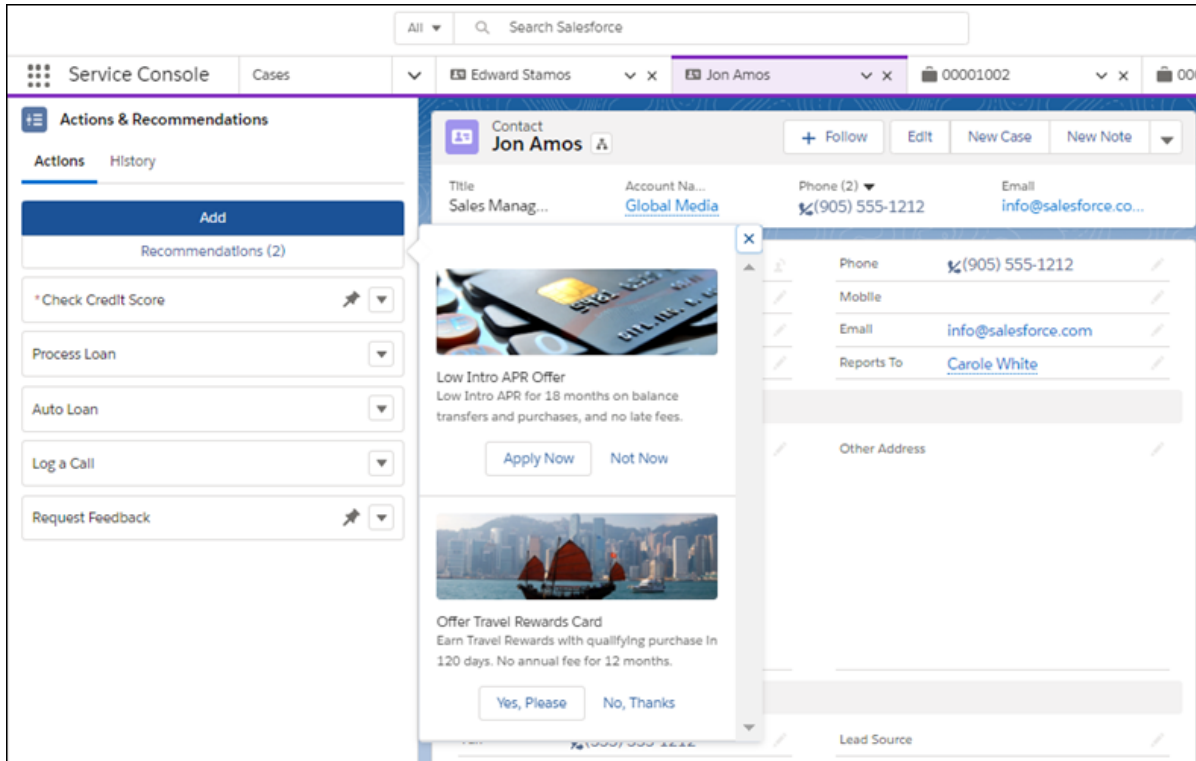 All
Search Salesforce
Service Console
Cases
Edward Stamos
Jon Amos
00001002
Actions & Recommendations
Actions
History
Add
Recommendations (2)
*Check Credit Score
Process Loan
Auto Loan
Log a Call
Request Feedback
Contact
Jon Amos
+ Follow
Edit
New Case
New Note
Title
Account Na...
Phone (2)
Email
Sales Manag...
Global Media
(905) 555-1212
info@salesforce.co...
Low Intro APR Offer
Low Intro APR for 18 months on balance
transfers and purchases, and no late fees.
Apply Now
Not Now
Offer Travel Rewards Card
Earn Travel Rewards with qualifying purchase in
120 days. No annual fee for 12 months.
Yes, Please
No, Thanks
Phone
(905) 555-1212
Mobile
Email
info@salesforce.com
Reports To
Carole White
Other Address
Lead Source